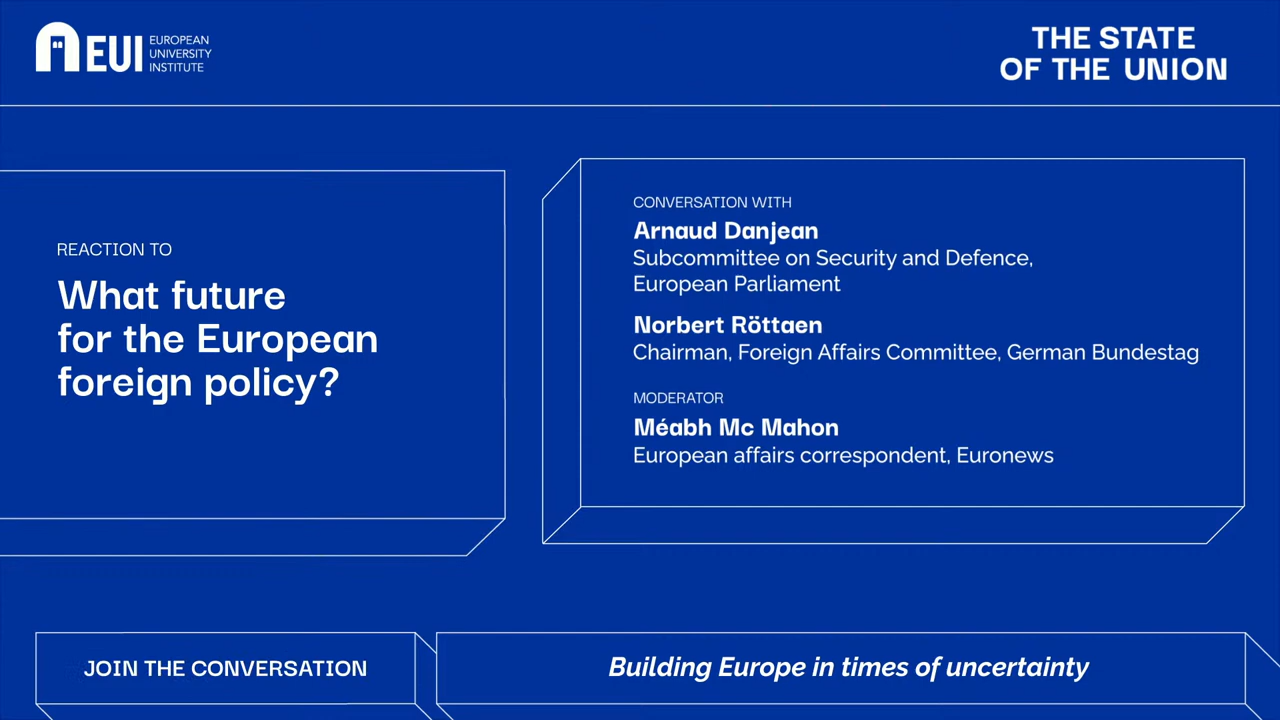 EUI
EUROPEAN
UNIVERSITY
INSTITUTE
THE STATE
OF THE UNION
REACTION TO
What future
for the European
foreign policy?
CONVERSATION WITH
Arnaud Danjean
Subcommittee on Security and Defence,
European Parliament
Norbert Röttaen
Chairman, Foreign Affairs Committee, German Bundestag
MODERATOR
Méabh Mc Mahon
European affairs correspondent, Euronews
JOIN THE CONVERSATION
Building Europe in times of uncertainty